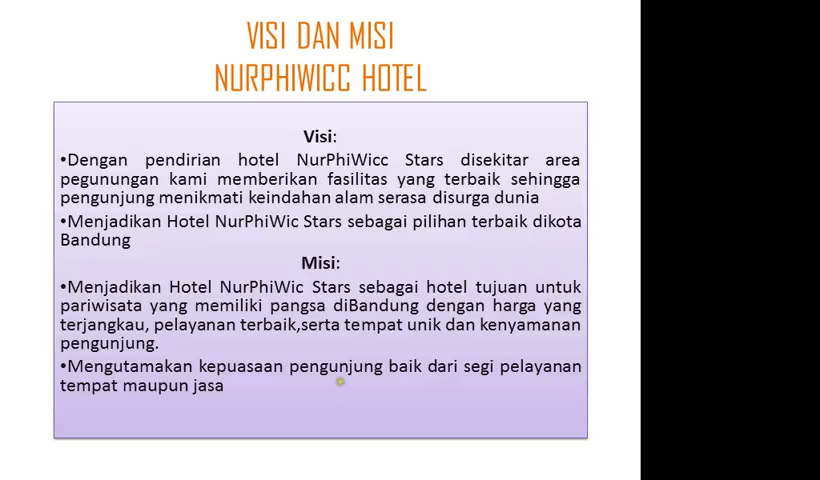 VISI DAN MISI
NURPHIWICC HOTEL
Visi:
•Dengan pendirian hotel NurPhiWicc Stars disekitar area
pegunungan kami memberikan fasilitas yang terbaik sehingga
pengunjung menikmati keindahan alam serasa disurga dunia
•Menjadikan Hotel NurPhiWic Stars sebagai pilihan terbaik dikota
Bandung
Misi:
•Menjadikan Hotel NurPhiWic Stars sebagai hotel tujuan untuk
pariwisata yang memiliki pangsa diBandung dengan harga yang
terjangkau, pelayanan terbaik,serta tempat unik dan kenyamanan
pengunjung.
•Mengutamakan kepuasaan pengunjung baik dari segi pelayanan
tempat maupun jasa